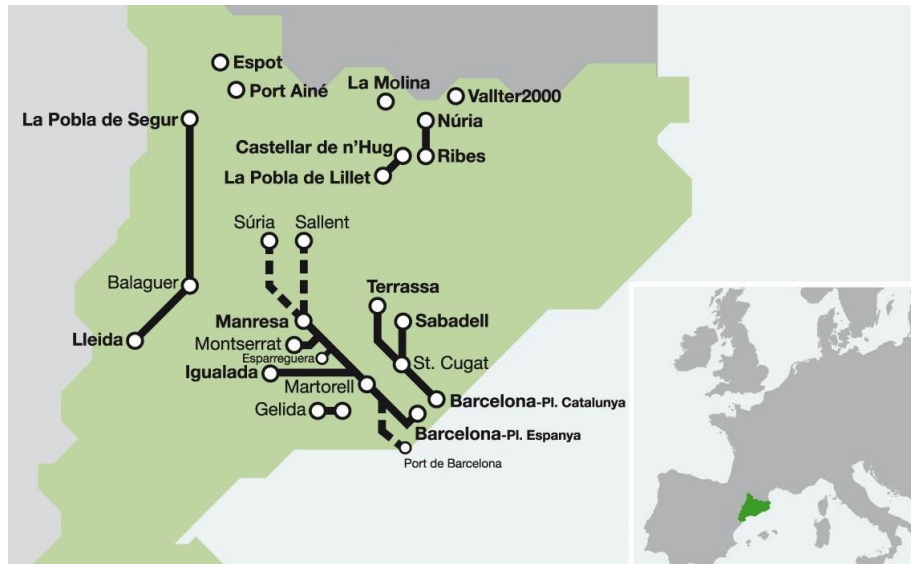 Espot
Port Ainé
La Molina
Vallter2000
La Pobla de Segur
Núria
Castellar de n’Hug
Ribes
La Pobla de Lillet
Súria
Sallent
Balaguer
Terrassa
Manresa
Sabadell
Lleida
Montserrat
Esparreguera
St. Cugat
Igualada
Martorell
Barcelona-Pl. Catalunya
Gelida
Barcelona-Pl. Espanya
Port de Barcelona